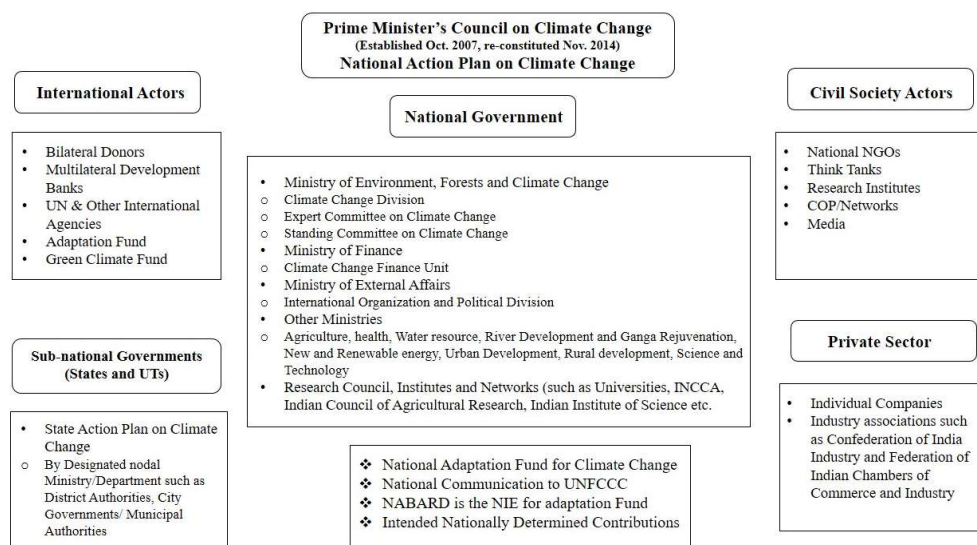 Prime Minister's Council on Climate Change
(Established Oct. 2007, re-constituted Nov. 2014)
National Action Plan on Climate Change
International Actors
• Bilateral Donors
• Multilateral Development
Banks
• UN & Other International
Agencies
• Adaptation Fund
• Green Climate Fund
National Government
• Ministry of Environment, Forests and Climate Change
o Climate Change Division
o Expert Committee on Climate Change
o Standing Committee on Climate Change
• Ministry of Finance
o Climate Change Finance Unit
• Ministry of External Affairs
o International Organization and Political Division
• Other Ministries
o Agriculture, health, Water resource, River Development and Ganga Rejuvenation,
New and Renewable energy, Urban Development, Rural development, Science and
Technology
• Research Council, Institutes and Networks (such as Universities, INCCA,
Indian Council of Agricultural Research, Indian Institute of Science etc.
Civil Society Actors
• National NGOs
• Think Tanks
• Research Institutes
• COP/Networks
• Media
Sub-national Governments
(States and UTs)
• State Action Plan on Climate
Change
o By Designated nodal
Ministry/Department such as
District Authorities, City
Governments/ Municipal
Authorities
❖ National Adaptation Fund for Climate Change
❖ National Communication to UNFCCC
❖ NABARD is the NIE for adaptation Fund
❖ Intended Nationally Determined Contributions
Private Sector
• Individual Companies
• Industry associations such
as Confederation of India
Industry and Federation of
Indian Chambers of
Commerce and Industry